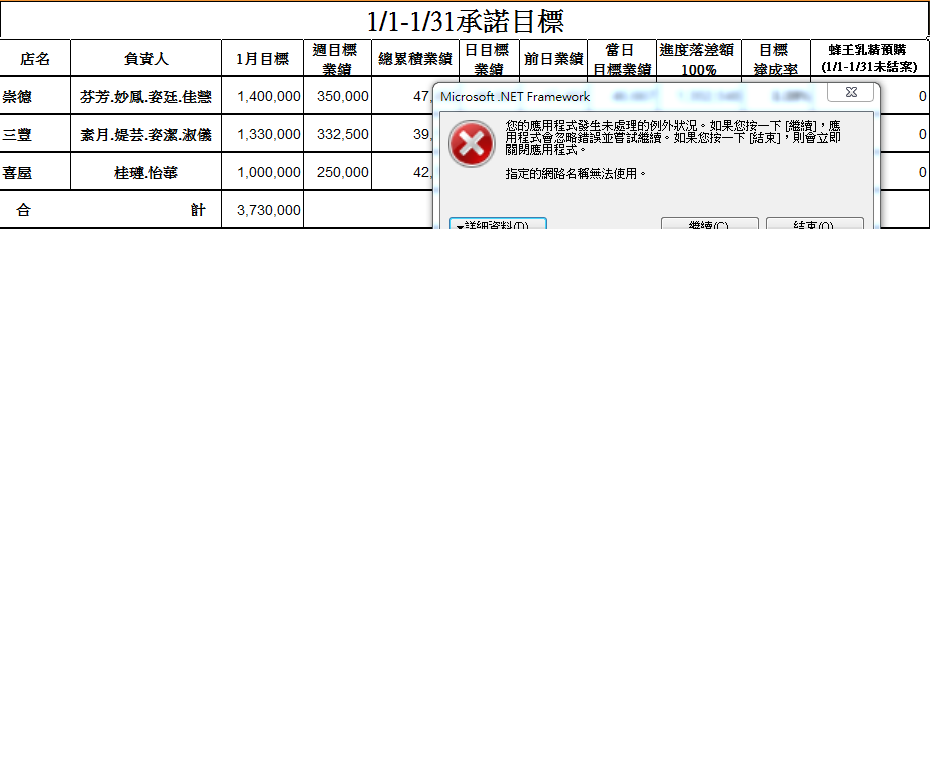 1/1-1/31承諾目標
店名 負責人 1月目標 週目標 總累積業績 日目標 前日業績 當日 進度落差額 目標 蜂王乳精預購
業績 業績 目標業績 100% 達成率 (1/1-1/31未結案)
崇德 芬芳.妙鳳.姿廷.佳慧 1,400,000 350,000 47, 0
三豐 素月.緹芸.姿潔.淑儀 1,330,000 332,500 39, 0
喜屋 桂璉.怡華 1,000,000 250,000 42, 0
合 計 3,730,000
Microsoft .NET Framework
您的應用程式發生未處理的例外狀況。如果您按一下 [繼續]，應
用程式會忽略錯誤並嘗試繼續。如果您按一下 [結束]，則會立即
關閉應用程式。
指定的網路名稱無法使用。
詳細資料(D) 繼續(C) 結束(Q)